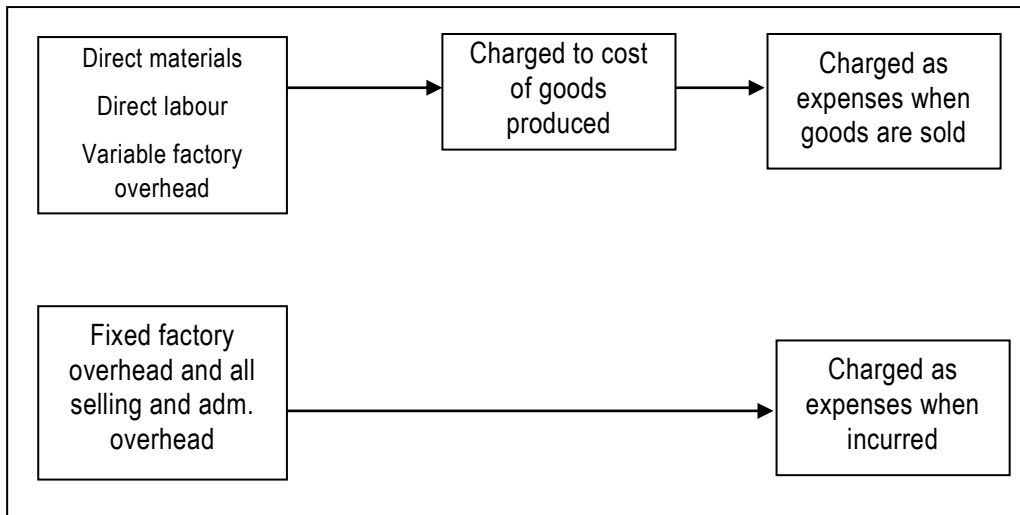 Direct materials
Direct labour
Variable factory
overhead
Charged to cost
of goods
produced
Charged as
expenses when
goods are sold
Fixed factory
overhead and all
selling and adm.
overhead
Charged as
expenses when
incurred